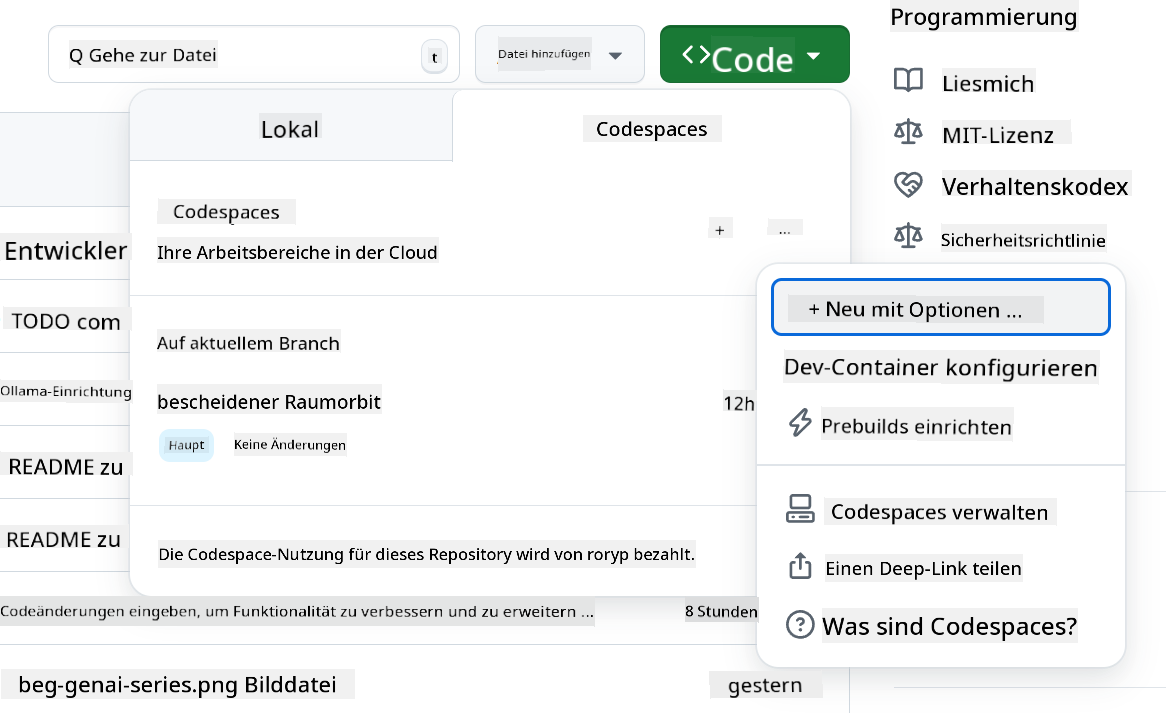 Programmierung
Q Gehe zur Datei
t
Datei hinzufügen
<>Code
Liesmich
MIT-Lizenz
Verhaltenskodex
Sicherheitsrichtlinie
Lokal
Codespaces
Codespaces
+
...
Ihre Arbeitsbereiche in der Cloud
Entwickler
TODO com
Ollama-Einrichtung
README zu
README zu
Auf aktuellem Branch
bescheidener Raumorbit
12h
Haupt
Keine Änderungen
Die Codespace-Nutzung für dieses Repository wird von roryp bezahlt.
+ Neu mit Optionen ...
Dev-Container konfigurieren
Prebuilds einrichten
Codespaces verwalten
Einen Deep-Link teilen
Was sind Codespaces?
Codeänderungen eingeben, um Funktionalität zu verbessern und zu erweitern ...
8 Stunden
beg-genai-series.png Bilddatei
gestern